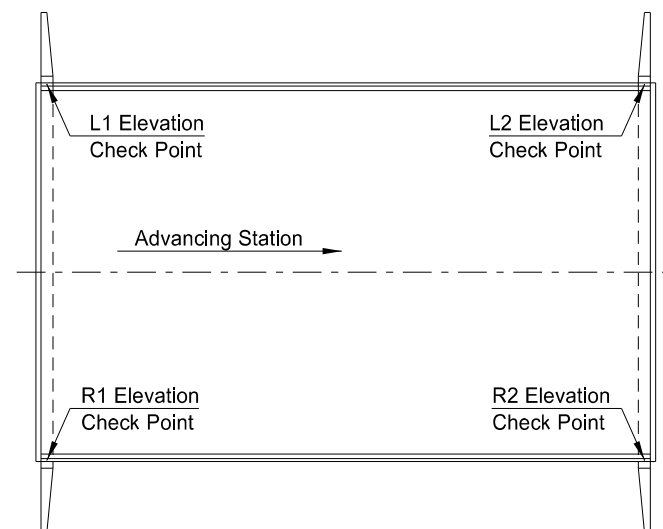 L1 Elevation
Check Point
L2 Elevation
Check Point
Advancing Station
R1 Elevation
Check Point
R2 Elevation
Check Point